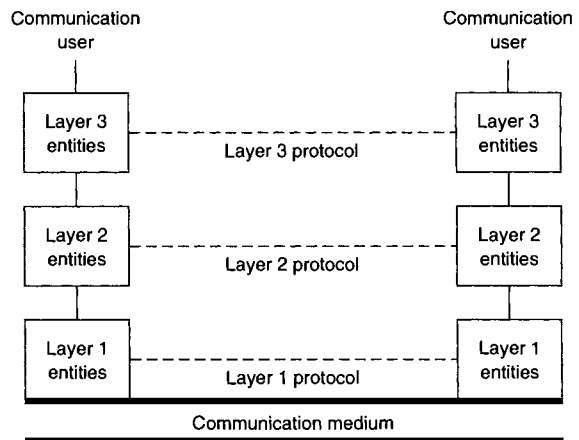 Communication
user
Communication
user
Layer 3
entities
Layer 3 protocol
Layer 3
entities
Layer 2
entities
Layer 2 protocol
Layer 2
entities
Layer 1
entities
Layer 1 protocol
Layer 1
entities
Communication medium